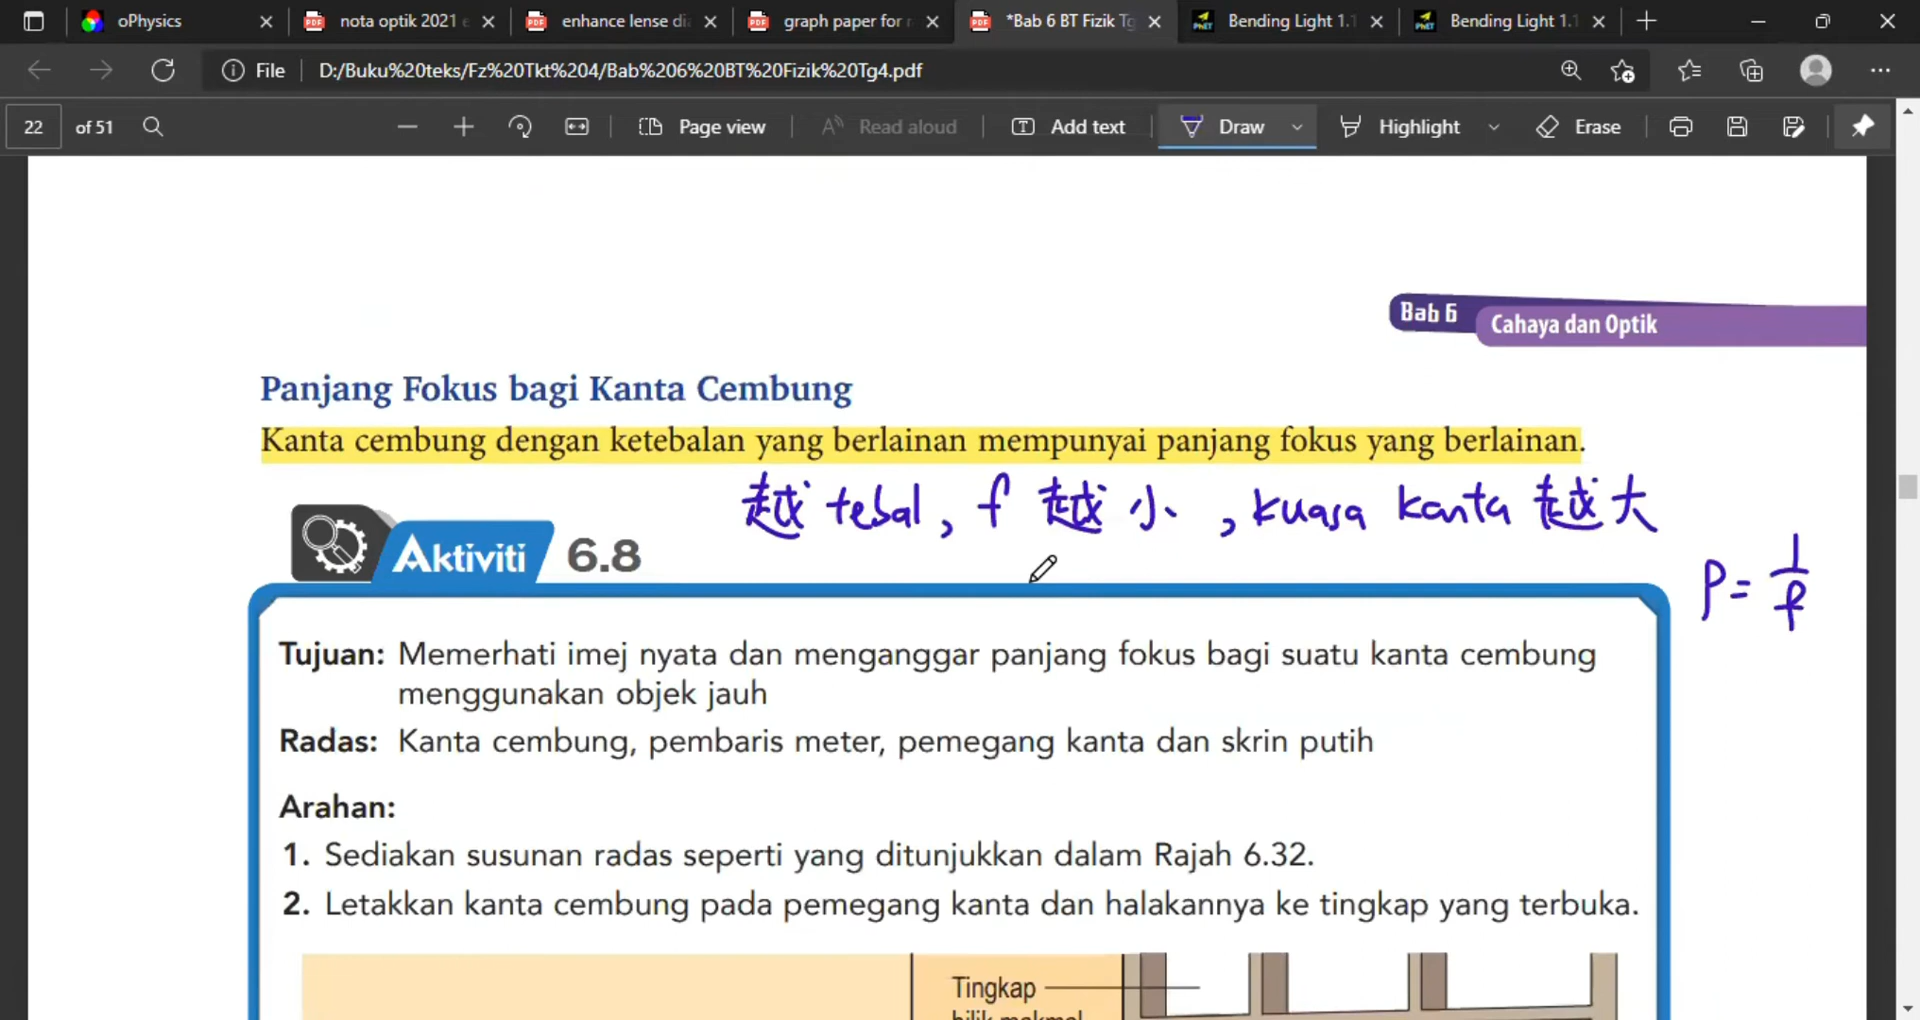 oPhysics
nota optik 2021
enhance lense di
graph paper for
*Bab 6 BT Fizik Tg
Bending Light 1.1
Bending Light 1.1
File
D:/Buku%20teks/Fz%20Tkt%204/Bab%206%20BT%20Fizik%20Tg4.pdf
22 of 51
Page view
Read aloud
Add text
Draw
Highlight
Erase
Bab 6
Cahaya dan Optik
Panjang Fokus bagi Kanta Cembung
Kanta cembung dengan ketebalan yang berlainan mempunyai panjang fokus yang berlainan.
越 tebal, f 越 小, kuasa kanta 越 大
P = 1/f
Aktiviti 6.8
Tujuan: Memerhati imej nyata dan menganggar panjang fokus bagi suatu kanta cembung
menggunakan objek jauh
Radas: Kanta cembung, pembaris meter, pemegang kanta dan skrin putih
Arahan:
1. Sediakan susunan radas seperti yang ditunjukkan dalam Rajah 6.32.
2. Letakkan kanta cembung pada pemegang kanta dan halakannya ke tingkap yang terbuka.
Tingkap
bilik makmal